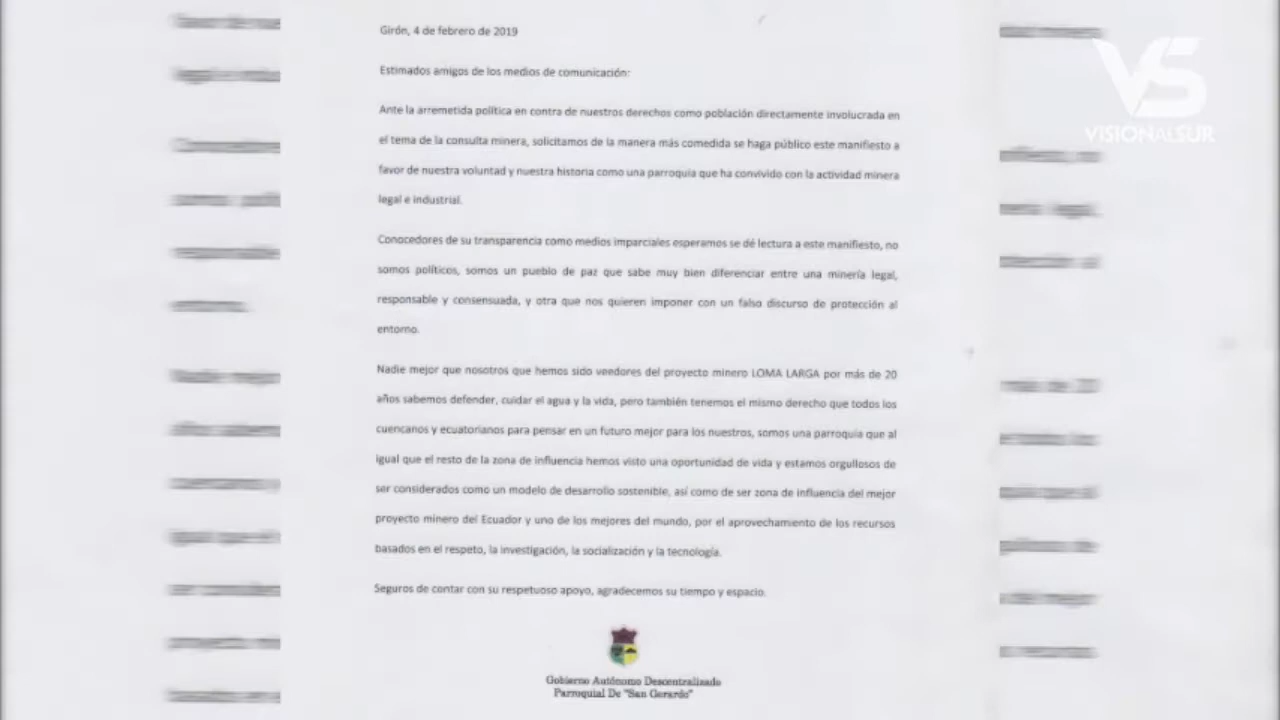 Girón, 4 de febrero de 2019
Estimados amigos de los medios de comunicación:
Ante la arremetida política en contra de nuestros derechos como población directamente involucrada en
el tema de la consulta minera, solicitamos de la manera más comedida se haga público este manifiesto a
favor de nuestra voluntad y nuestra historia como una parroquia que ha convivido con la actividad minera
legal e industrial.
Conocedores de su transparencia como medios imparciales esperamos se dé lectura a este manifiesto, no
somos políticos, somos un pueblo de paz que sabe muy bien diferenciar entre una minería legal,
responsable y consensuada, y otra que nos quieren imponer con un falso discurso de protección al
entorno.
Nadie mejor que nosotros que hemos sido veedores del proyecto minero LOMA LARGA por más de 20
años sabemos defender, cuidar el agua y la vida, pero también tenemos el mismo derecho que todos los
cuencanos y ecuatorianos para pensar en un futuro mejor para los nuestros, somos una parroquia que al
igual que el resto de la zona de influencia hemos visto una oportunidad de vida y estamos orgullosos de
ser considerados como un modelo de desarrollo sostenible, así como de ser zona de influencia del mejor
proyecto minero del Ecuador y uno de los mejores del mundo, por el aprovechamiento de los recursos
basados en el respeto, la investigación, la socialización y la tecnología.
Seguros de contar con su respetuoso apoyo, agradecemos su tiempo y espacio.
Gobierno Autónomo Descentralizado
Parroquial De "San Gerardo"
VS
VISIONALSUR